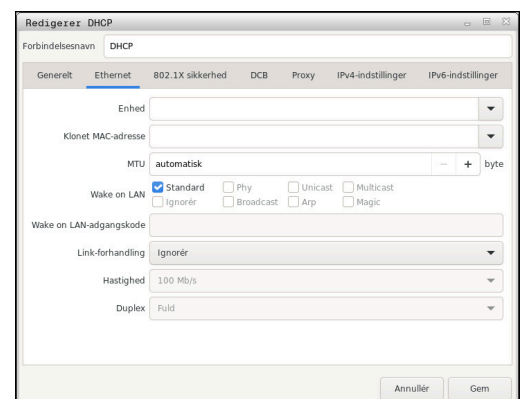 Redigerer DHCP
Forbindelsesnavn DHCP
Generelt Ethernet 802.1X sikkerhed DCB Proxy IPv4-indstillinger IPv6-indstillinger
Enhed
Klonet MAC-adresse
MTU automatisk − + byte
Wake on LAN Standard Phy Unicast Multicast
Ignorér Broadcast Arp Magic
Wake on LAN-adgangskode
Link-forhandling Ignorér
Hastighed 100 Mb/s
Duplex Fuld
Annullér Gem